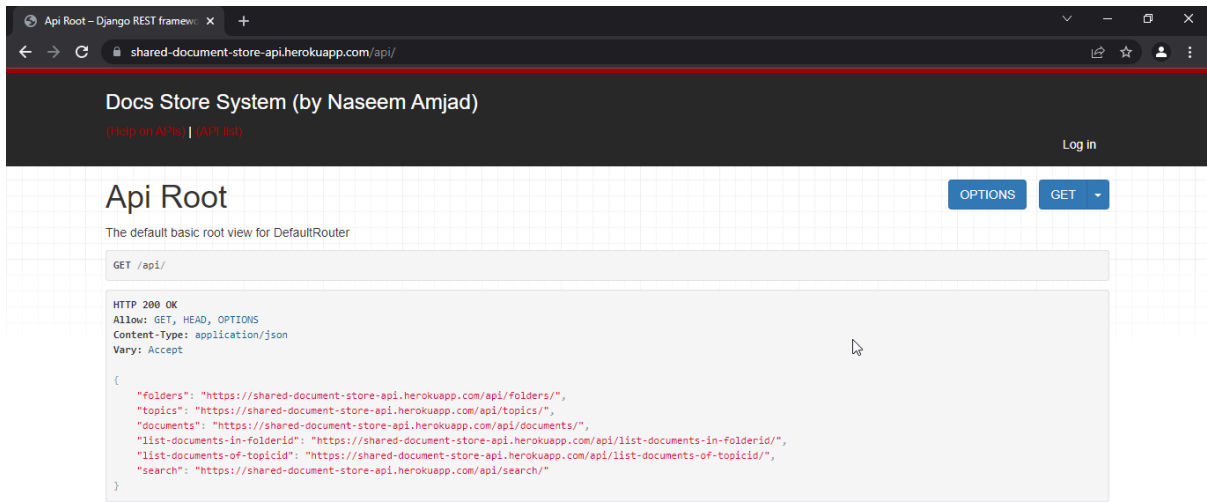 Api Root – Django REST framewo
shared-document-store-api.herokuapp.com/api/
Docs Store System (by Naseem Amjad)
(Help on APIs) | (API list)
Log in
Api Root
OPTIONS
GET
The default basic root view for DefaultRouter
GET /api/
HTTP 200 OK
Allow: GET, HEAD, OPTIONS
Content-Type: application/json
Vary: Accept
{
"folders": "https://shared-document-store-api.herokuapp.com/api/folders/",
"topics": "https://shared-document-store-api.herokuapp.com/api/topics/",
"documents": "https://shared-document-store-api.herokuapp.com/api/documents/",
"list-documents-in-folderid": "https://shared-document-store-api.herokuapp.com/api/list-documents-in-folderid/",
"list-documents-of-topicid": "https://shared-document-store-api.herokuapp.com/api/list-documents-of-topicid/",
"search": "https://shared-document-store-api.herokuapp.com/api/search/"
}